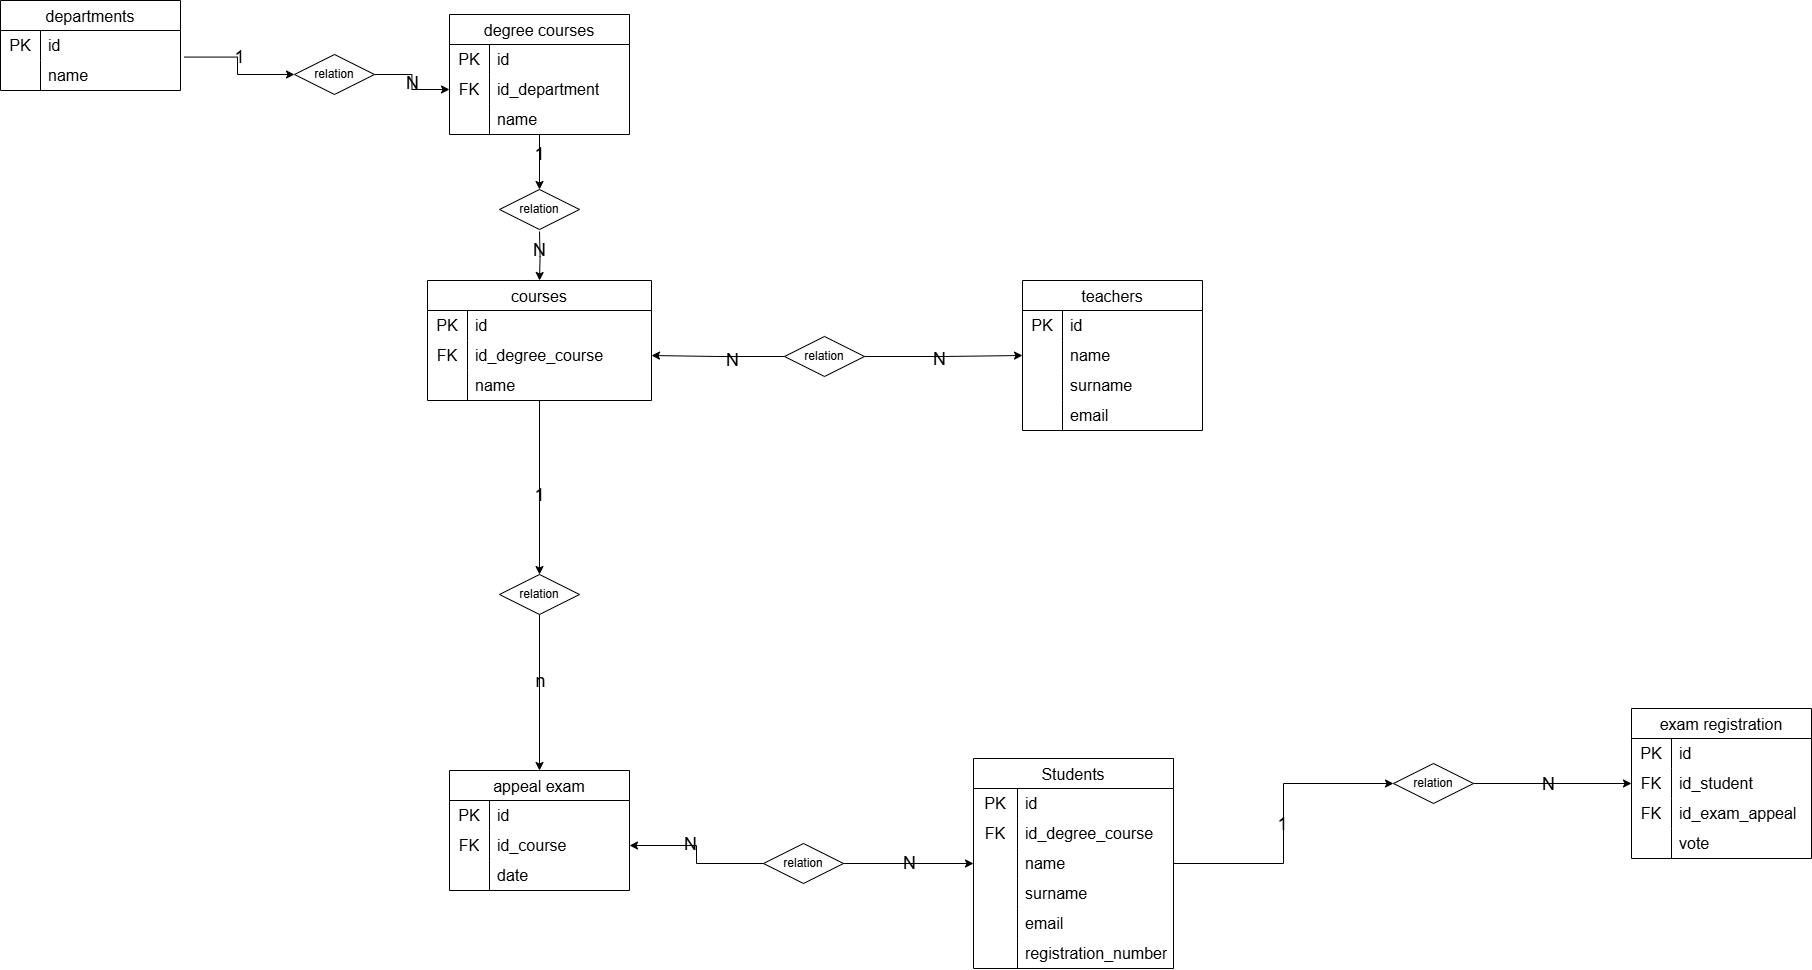 departments
PK id
name
1
relation
N
degree courses
PK id
FK id_department
name
1
relation
N
courses
PK id
FK id_degree_course
name
N
relation
N
teachers
PK id
name
surname
email
1
relation
n
appeal exam
PK id
FK id_course
date
N
relation
N
Students
PK id
FK id_degree_course
name
surname
email
registration_number
1
relation
N
exam registration
PK id
FK id_student
FK id_exam_appeal
vote